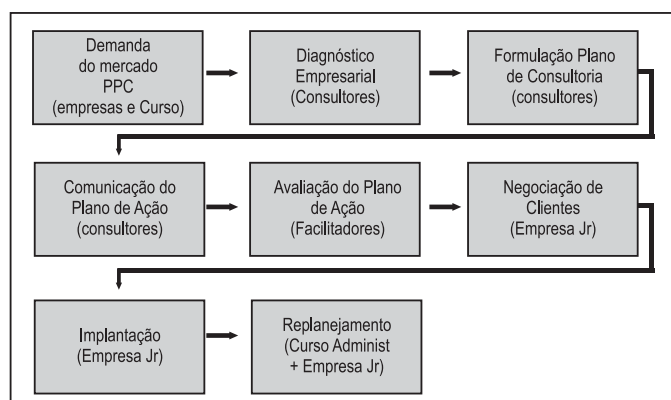 Demanda
do mercado
PPC
(empresas e Curso)
Diagnóstico
Empresarial
(Consultores)
Formulação Plano
de Consultoria
(consultores)
Comunicação do
Plano de Ação
(consultores)
Avaliação do Plano
de Ação
(Facilitadores)
Negociação de
Clientes
(Empresa Jr)
Implantação
(Empresa Jr)
Replanejamento
(Curso Administ
+ Empresa Jr)